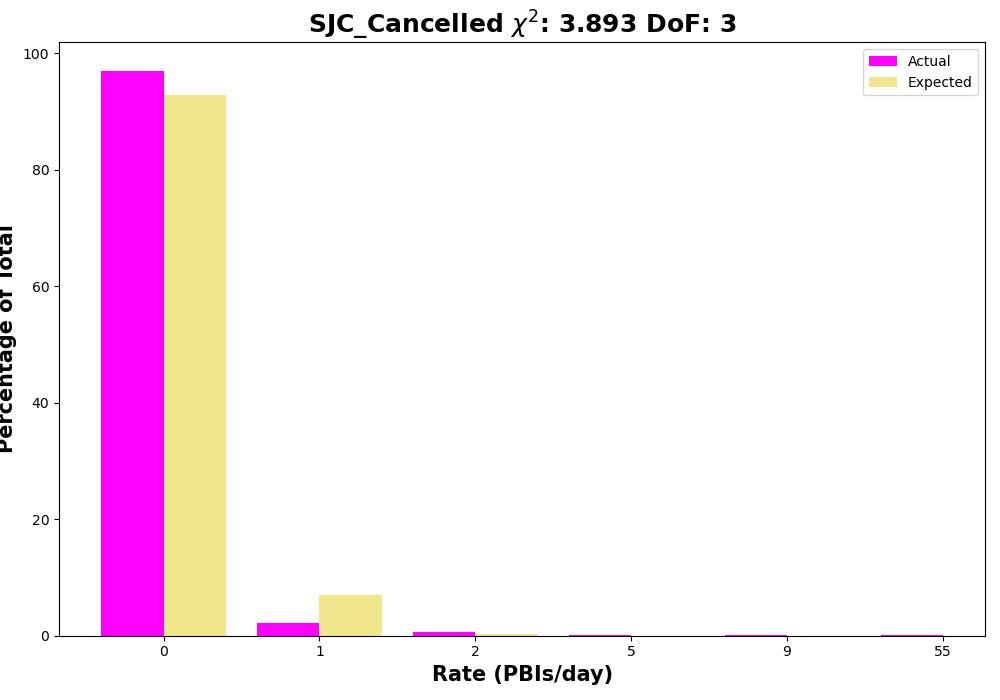 SJC_Cancelled χ²: 3.893 DoF: 3
Actual
Expected
Percentage of Total
100
80
60
40
20
0
0 1 2 5 9 55
Rate (PBIs/day)